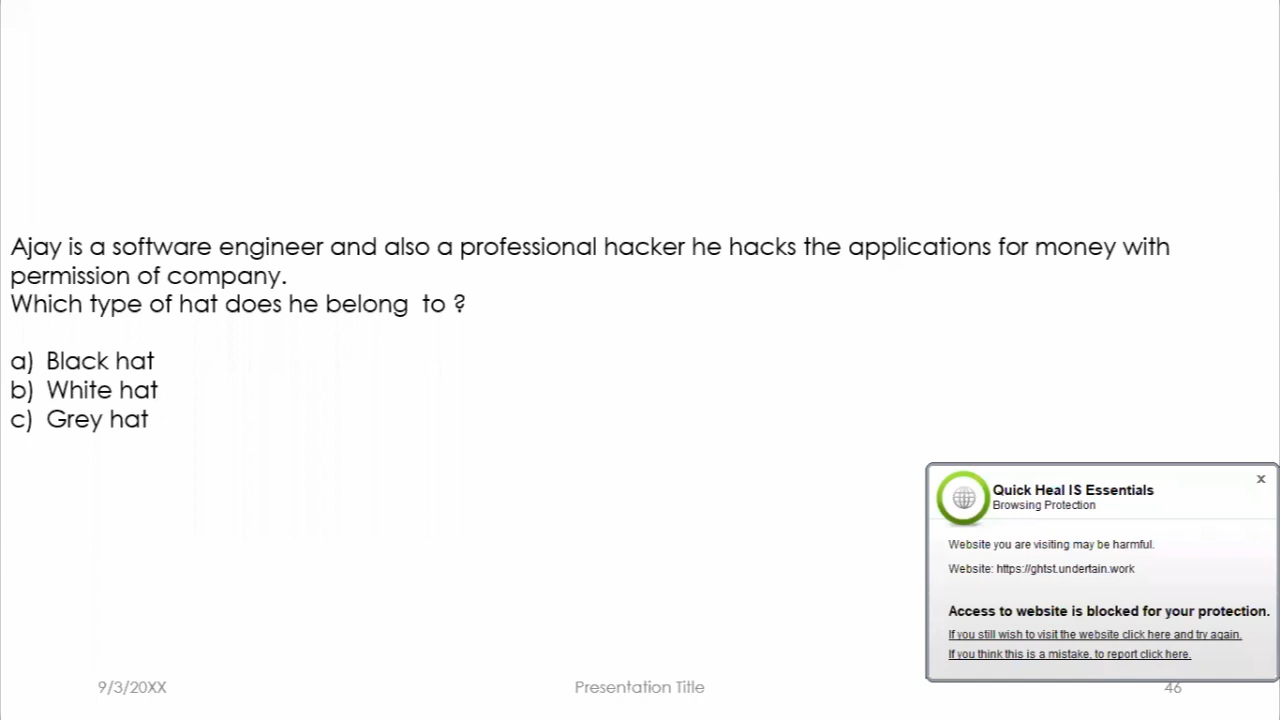 Ajay is a software engineer and also a professional hacker he hacks the applications for money with
permission of company.
Which type of hat does he belong  to ?
a) Black hat
b) White hat
c) Grey hat
x
Quick Heal IS Essentials
Browsing Protection
Website you are visiting may be harmful.
Website: https://ghtst.undertain.work
Access to website is blocked for your protection.
If you still wish to visit the website click here and try again.
If you think this is a mistake, to report click here.
9/3/20XX
Presentation Title
46